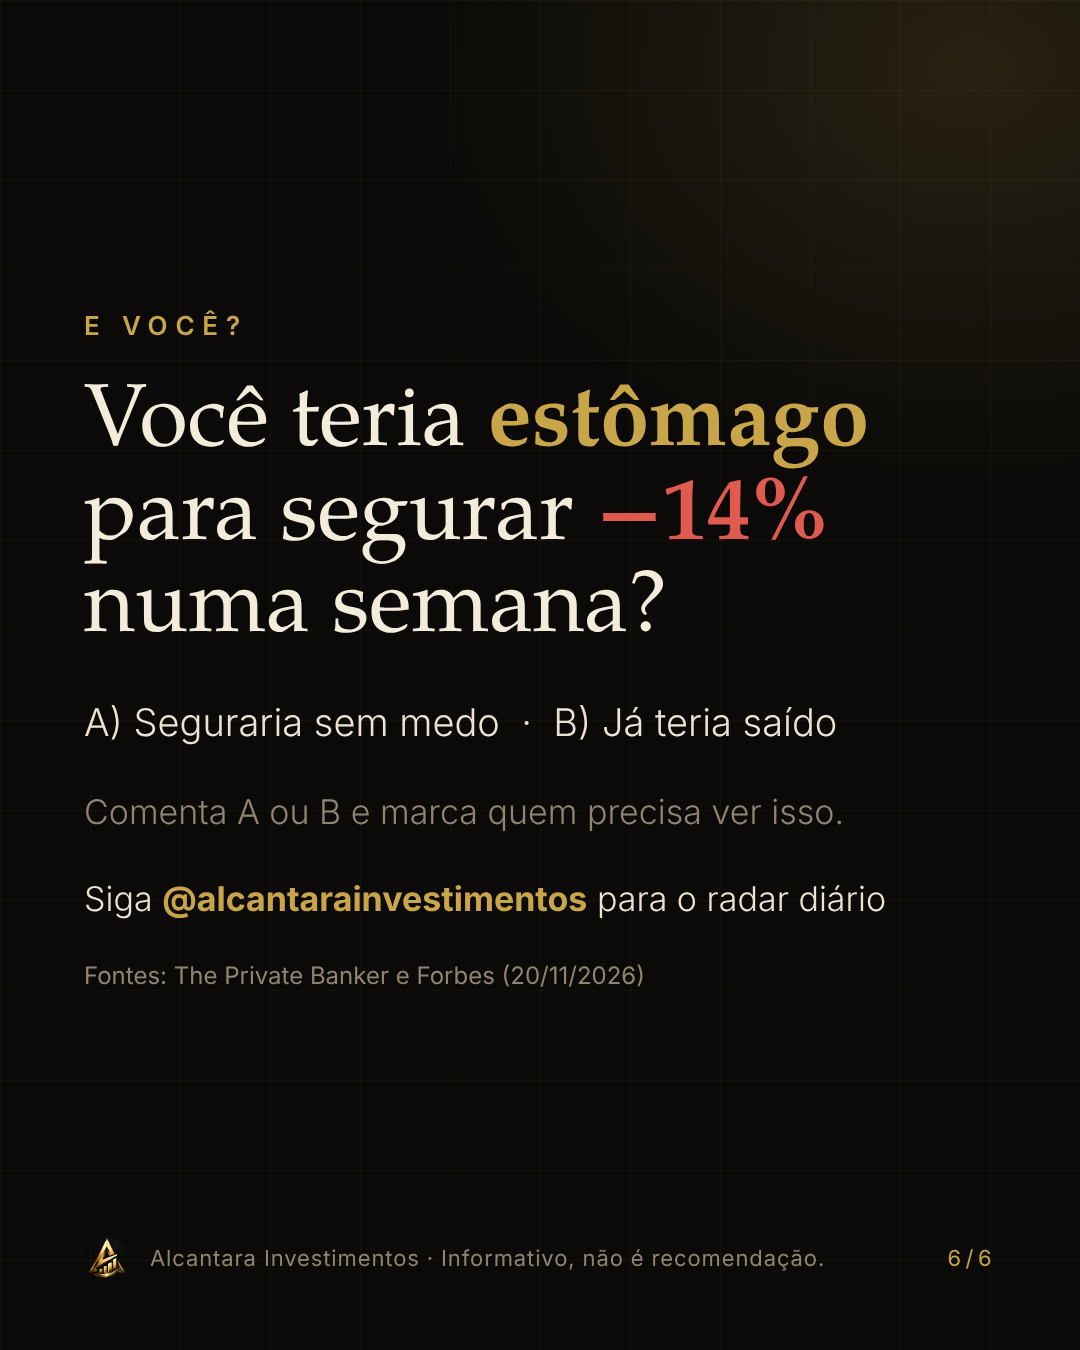 E VOCÊ?
Você teria estômago
para segurar –14%
numa semana?
A) Seguraria sem medo · B) Já teria saído
Comenta A ou B e marca quem precisa ver isso.
Siga @alcantarainvestimentos para o radar diário
Fontes: The Private Banker e Forbes (20/11/2026)
Alcantara Investimentos · Informativo, não é recomendação.
6/6